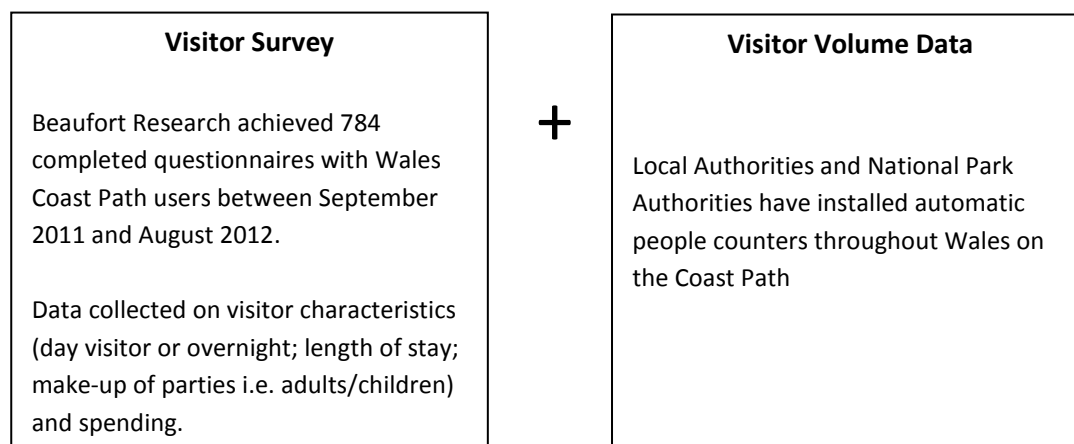 Visitor Survey
Beaufort Research achieved 784
completed questionnaires with Wales
Coast Path users between September
2011 and August 2012.
Data collected on visitor characteristics
(day visitor or overnight; length of stay;
make-up of parties i.e. adults/children)
and spending.
+
Visitor Volume Data
Local Authorities and National Park
Authorities have installed automatic
people counters throughout Wales on
the Coast Path